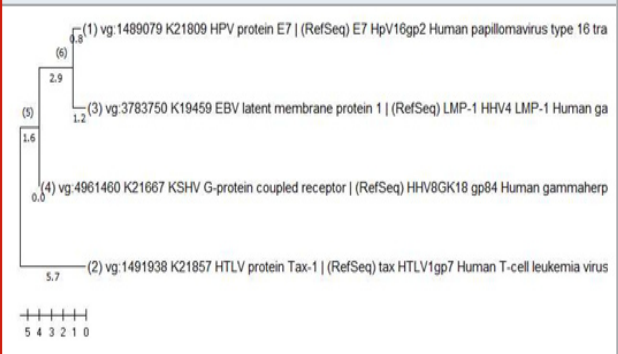 (1) vg:1489079 K21809 HPV protein E7 | (RefSeq) E7 HpV16gp2 Human papillomavirus type 16 tra
0.8
(6)
2.9
(3) vg:3783750 K19459 EBV latent membrane protein 1 | (RefSeq) LMP-1 HHV4 LMP-1 Human ga
1.2
(5)
1.6
(4) vg:4961460 K21667 KSHV G-protein coupled receptor | (RefSeq) HHV8GK18 gp84 Human gammaherp
0.0
(2) vg:1491938 K21857 HTLV protein Tax-1 | (RefSeq) tax HTLV1gp7 Human T-cell leukemia virus
5.7
5 4 3 2 1 0